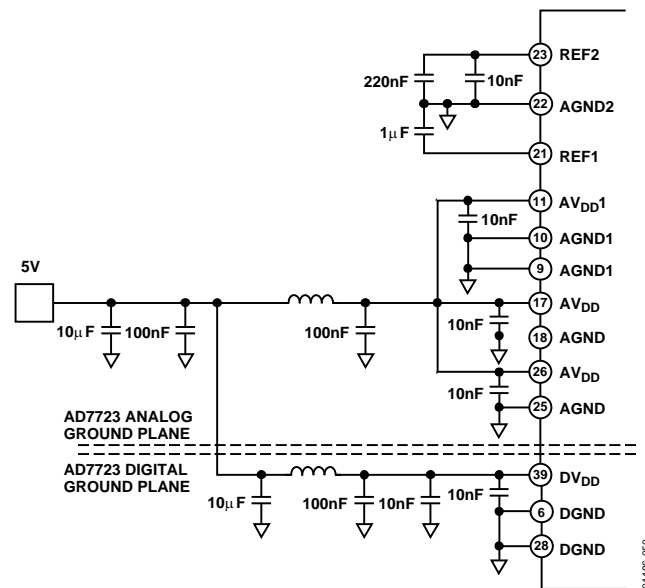 23 REF2
220nF 10nF
22 AGND2
1μF
21 REF1
11 AVDD1
10nF
10 AGND1
9 AGND1
5V
17 AVDD
10μF 100nF 100nF 10nF
18 AGND
26 AVDD
10nF
25 AGND
AD7723 ANALOG
GROUND PLANE
AD7723 DIGITAL
GROUND PLANE
39 DVDD
10μF 100nF 10nF 10nF
6 DGND
28 DGND